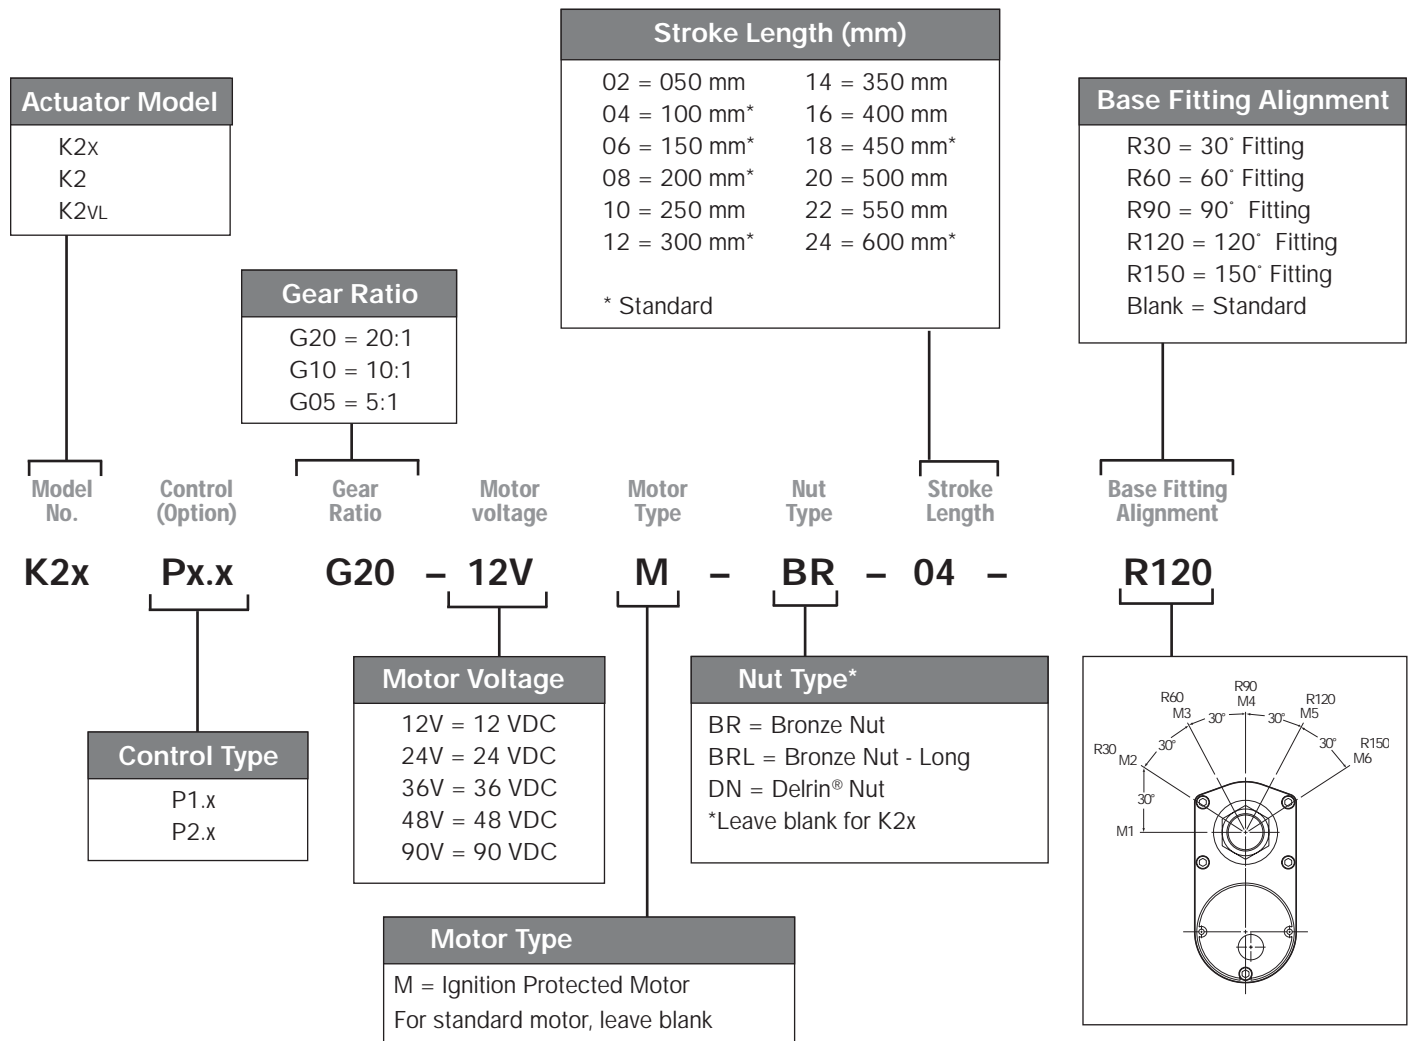 Stroke Length (mm)
02 = 050 mm
04 = 100 mm*
06 = 150 mm*
08 = 200 mm*
10 = 250 mm
12 = 300 mm*
14 = 350 mm
16 = 400 mm
18 = 450 mm*
20 = 500 mm
22 = 550 mm
24 = 600 mm*
* Standard
Actuator Model
K2x
K2
K2VL
Base Fitting Alignment
R30 = 30° Fitting
R60 = 60° Fitting
R90 = 90° Fitting
R120 = 120° Fitting
R150 = 150° Fitting
Blank = Standard
Gear Ratio
G20 = 20:1
G10 = 10:1
G05 = 5:1
Model
No.
Control
(Option)
Gear
Ratio
Motor
voltage
Motor
Type
Nut
Type
Stroke
Length
Base Fitting
Alignment
K2x Px.x G20 – 12V M – BR – 04 – R120
Control Type
P1.x
P2.x
Motor Voltage
12V = 12 VDC
24V = 24 VDC
36V = 36 VDC
48V = 48 VDC
90V = 90 VDC
Nut Type*
BR = Bronze Nut
BRL = Bronze Nut - Long
DN = Delrin® Nut
*Leave blank for K2x
Motor Type
M = Ignition Protected Motor
For standard motor, leave blank
R90
M4
R60
M3
R120
M5
30°
30°
R30
M2
30°
30°
R150
M6
30°
M1